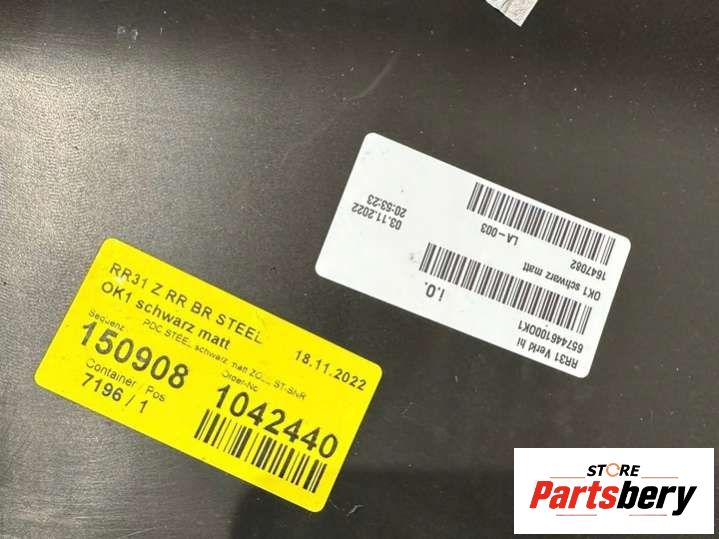 RR31 Z RR BR STEEL
OK1 schwarz matt
PDC STEEL schwarz matt
Sequenz
150908
Container / Pos
7196 / 1
18.11.2022
Order-Nr
1042440
RR31 Verkl hi
6574461000K1
i.O.
OK1 schwarz matt
1647082
LA-003
03.11.2022
20:53:23
STORE
Partsbery